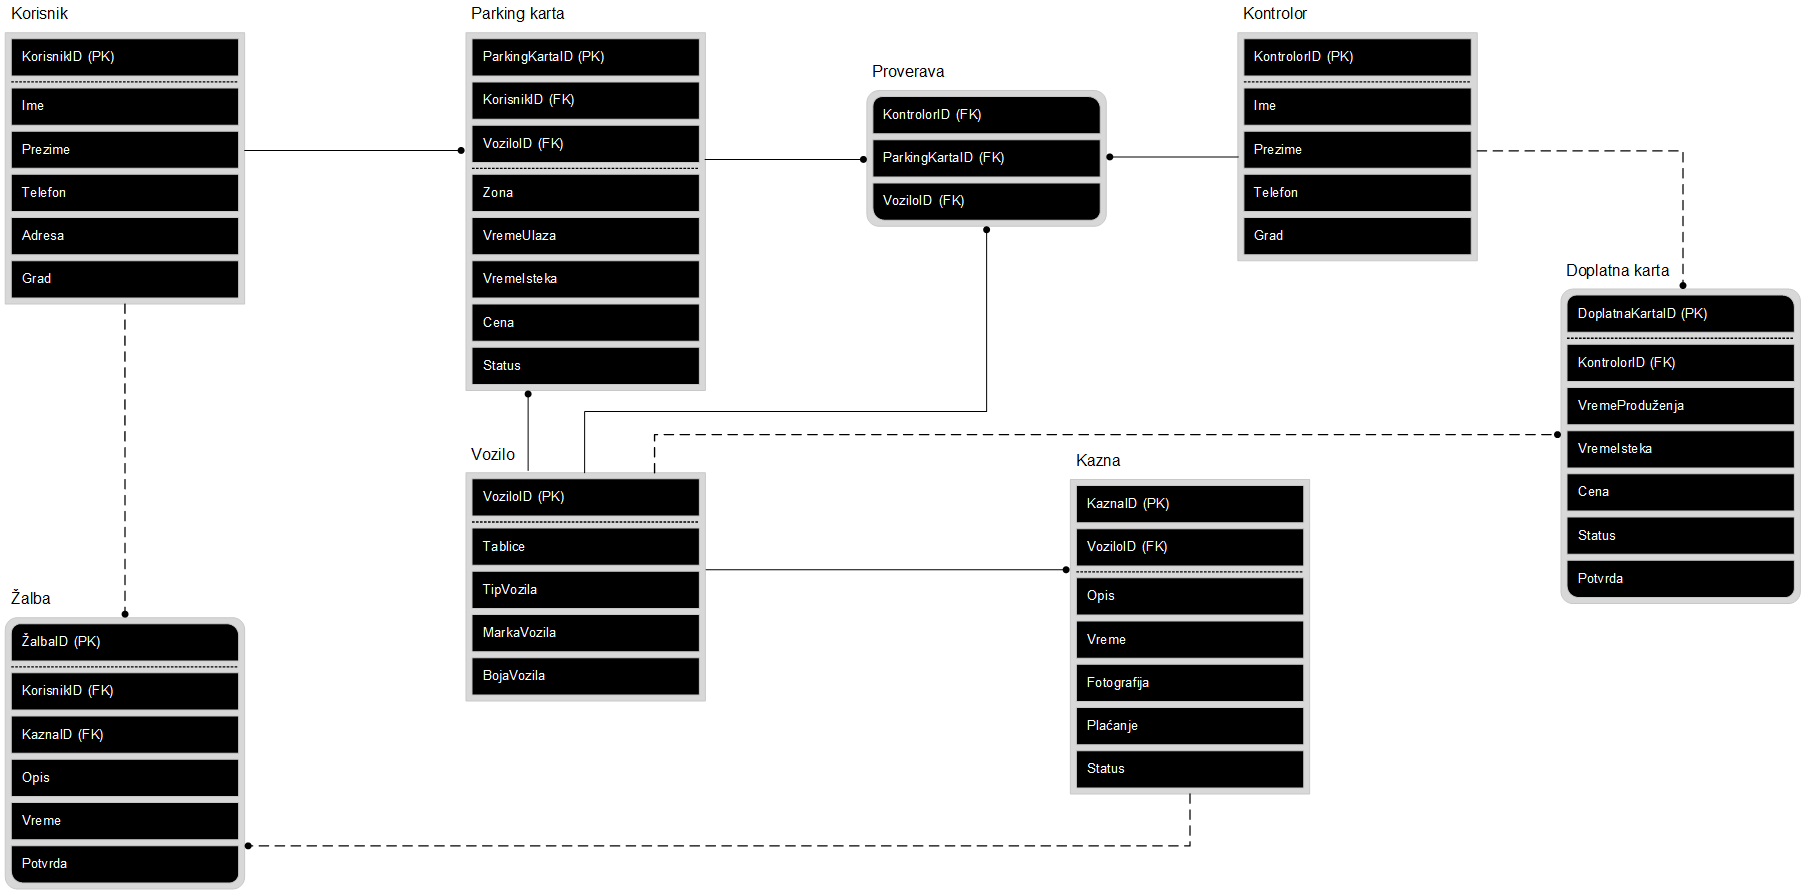 Korisnik
KorisnikID (PK)
Ime
Prezime
Telefon
Adresa
Grad
Parking karta
ParkingKartaID (PK)
KorisnikID (FK)
VoziloID (FK)
Zona
VremeUlaza
VremeIsteka
Cena
Status
Proverava
KontrolorID (FK)
ParkingKartaID (FK)
VoziloID (FK)
Kontrolor
KontrolorID (PK)
Ime
Prezime
Telefon
Grad
Doplatna karta
DoplatnaKartaID (PK)
KontrolorID (FK)
VremeProduženja
VremeIsteka
Cena
Status
Potvrda
Vozilo
VoziloID (PK)
Tablice
TipVozila
MarkaVozila
BojaVozila
Kazna
KaznaID (PK)
VoziloID (FK)
Opis
Vreme
Fotografija
Plaćanje
Status
Žalba
ŽalbaID (PK)
KorisnikID (FK)
KaznaID (FK)
Opis
Vreme
Potvrda